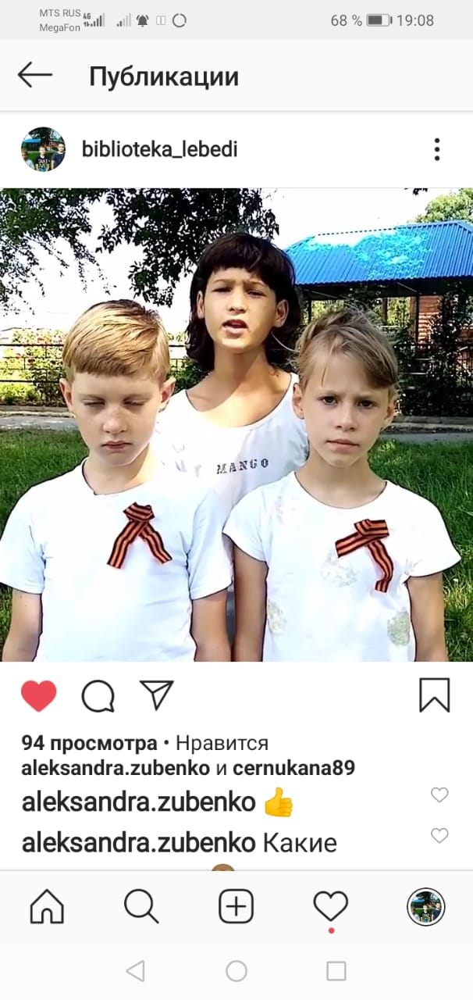 MTS RUS 4G
MegaFon
68 % 19:08
Публикации
biblioteka_lebedi
MANGO
94 просмотра • Нравится
aleksandra.zubenko и cernukana89
aleksandra.zubenko 👍
aleksandra.zubenko Какие